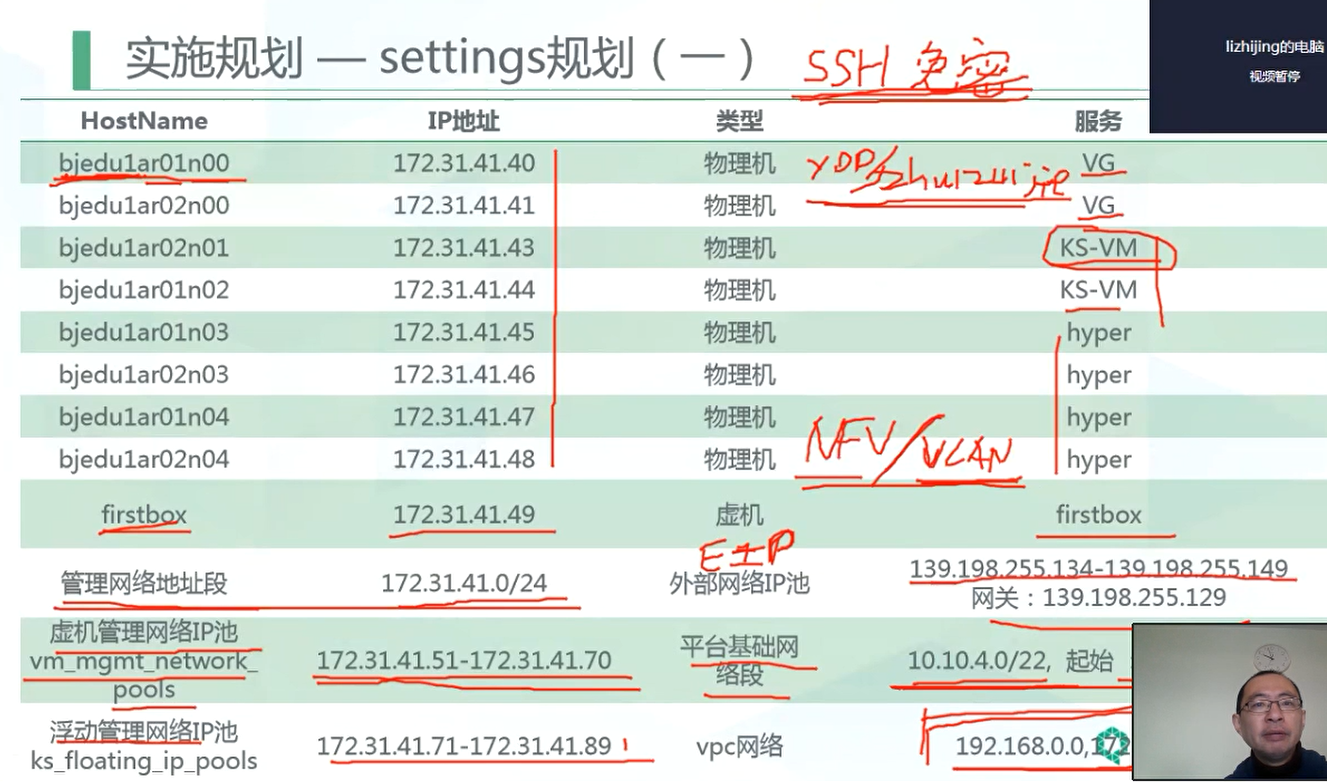 实施规划 — settings规划（一）
SSH 免密
lizhijing的电脑
视频暂停
HostName IP地址 类型 服务
bjedu1ar01n00 172.31.41.40 物理机 VG
bjedu1ar02n00 172.31.41.41 物理机 VG
bjedu1ar02n01 172.31.41.43 物理机 KS-VM
bjedu1ar01n02 172.31.41.44 物理机 KS-VM
bjedu1ar01n03 172.31.41.45 物理机 hyper
bjedu1ar02n03 172.31.41.46 物理机 hyper
bjedu1ar01n04 172.31.41.47 物理机 hyper
NFV/VLAN
bjedu1ar02n04 172.31.41.48 物理机 hyper
firstbox 172.31.41.49 虚机 firstbox
EIP
管理网络地址段 172.31.41.0/24 外部网络IP池 139.198.255.134-139.198.255.149
网关：139.198.255.129
虚机管理网络IP池
vm_mgmt_network_
pools
172.31.41.51-172.31.41.70
平台基础网
络段
10.10.4.0/22, 起始
浮动管理网络IP池
ks_floating_ip_pools
172.31.41.71-172.31.41.89
vpc网络
192.168.0.0,172